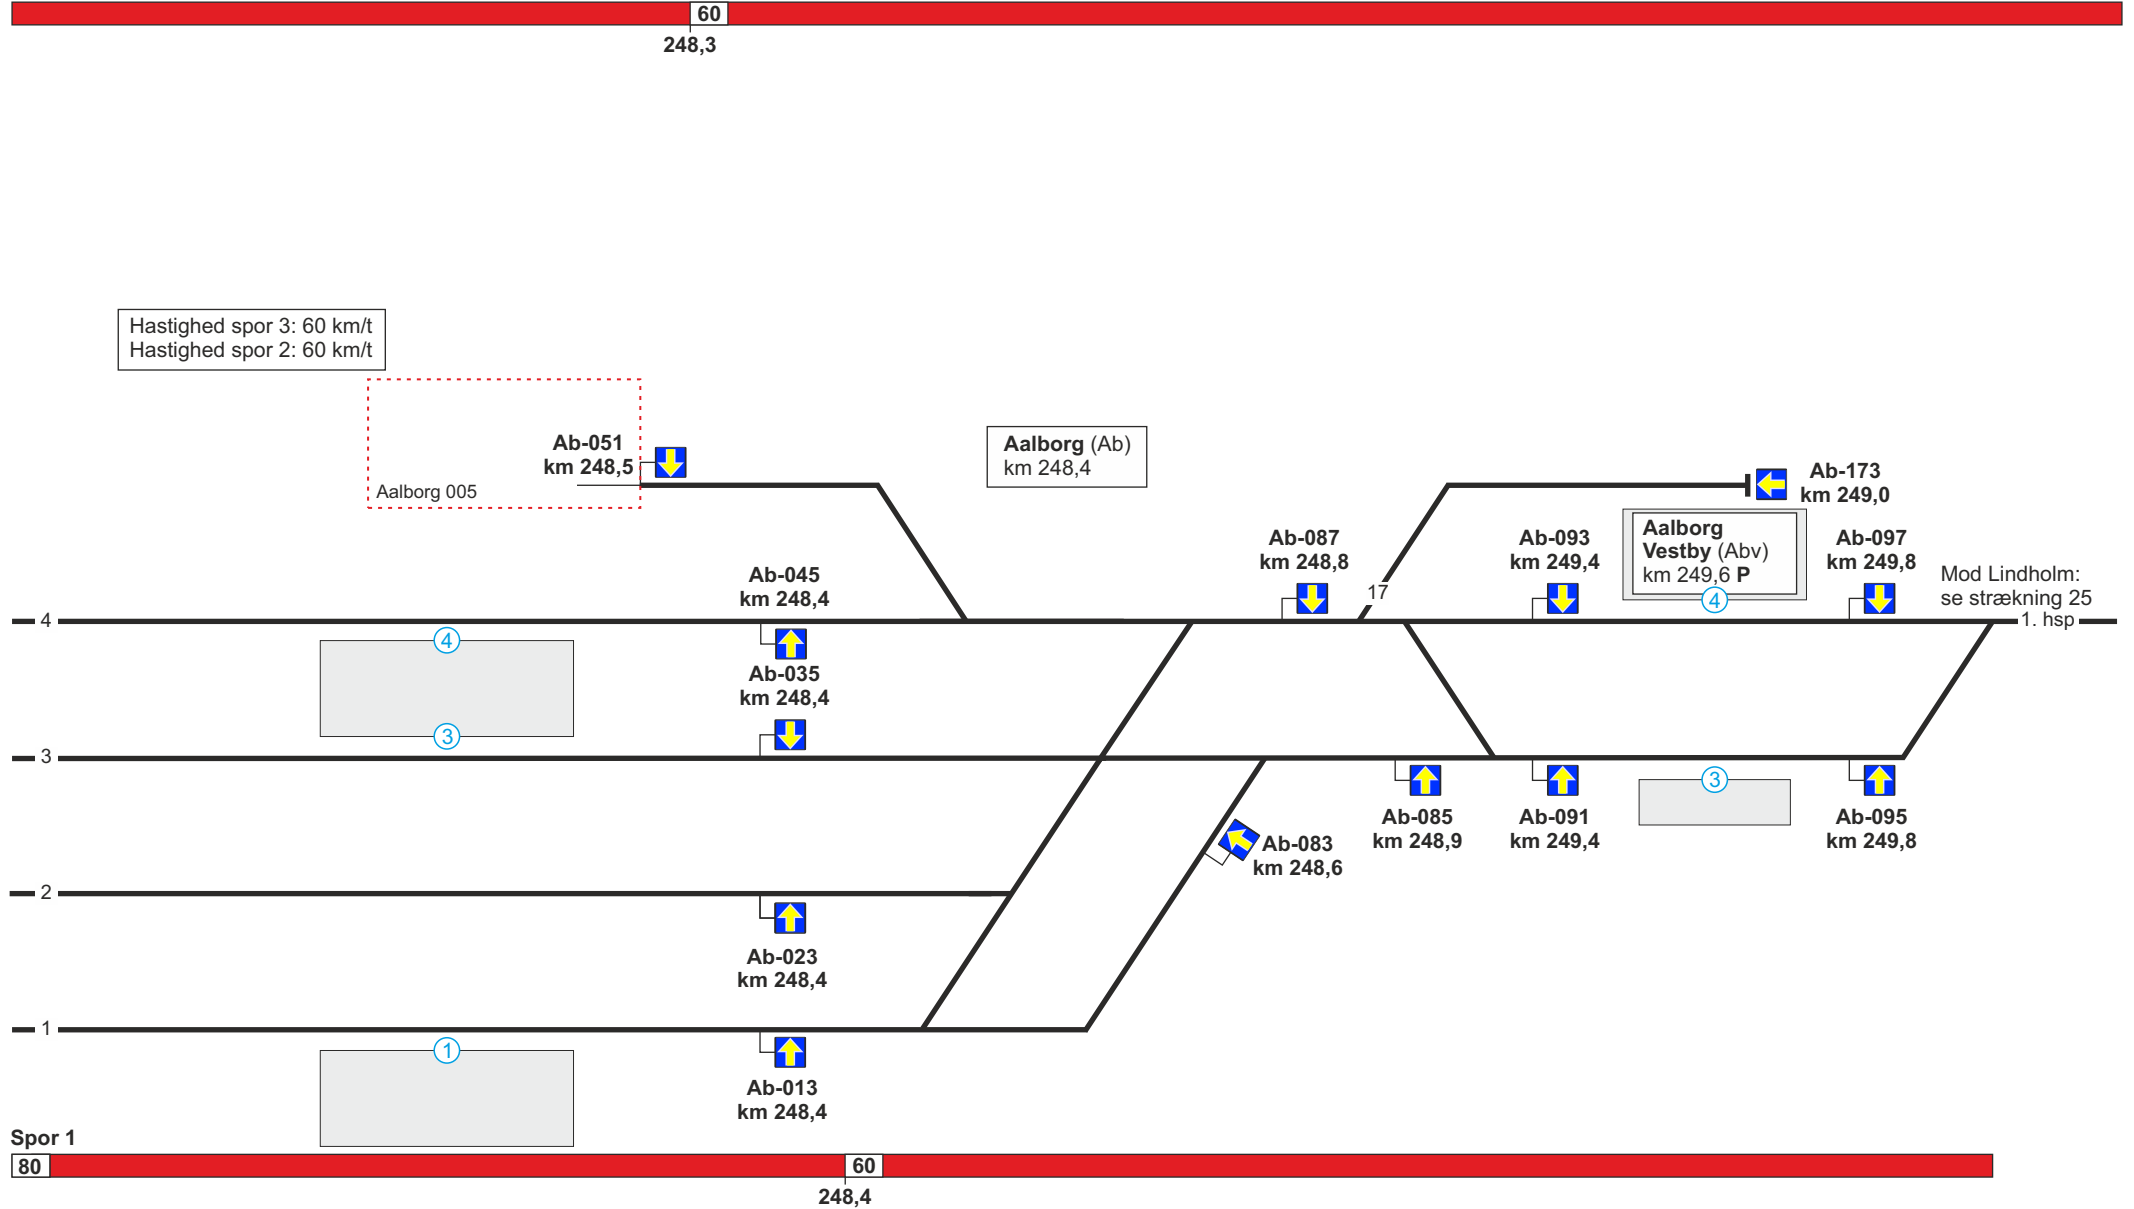 60
248,3
Hastighed spor 3: 60 km/t
Hastighed spor 2: 60 km/t
Ab-051
km 248,5
Aalborg 005
Aalborg (Ab)
km 248,4
Ab-173
km 249,0
Ab-045
km 248,4
Ab-087
km 248,8
17
Ab-093
km 249,4
Aalborg
Vestby (Abv)
km 249,6 P
4
Ab-097
km 249,8
Mod Lindholm:
se strækning 25
1. hsp
4
4
Ab-035
km 248,4
3
3
Ab-083
km 248,6
Ab-085
km 248,9
Ab-091
km 249,4
3
Ab-095
km 249,8
2
Ab-023
km 248,4
1
1
Ab-013
km 248,4
Spor 1
80
60
248,4